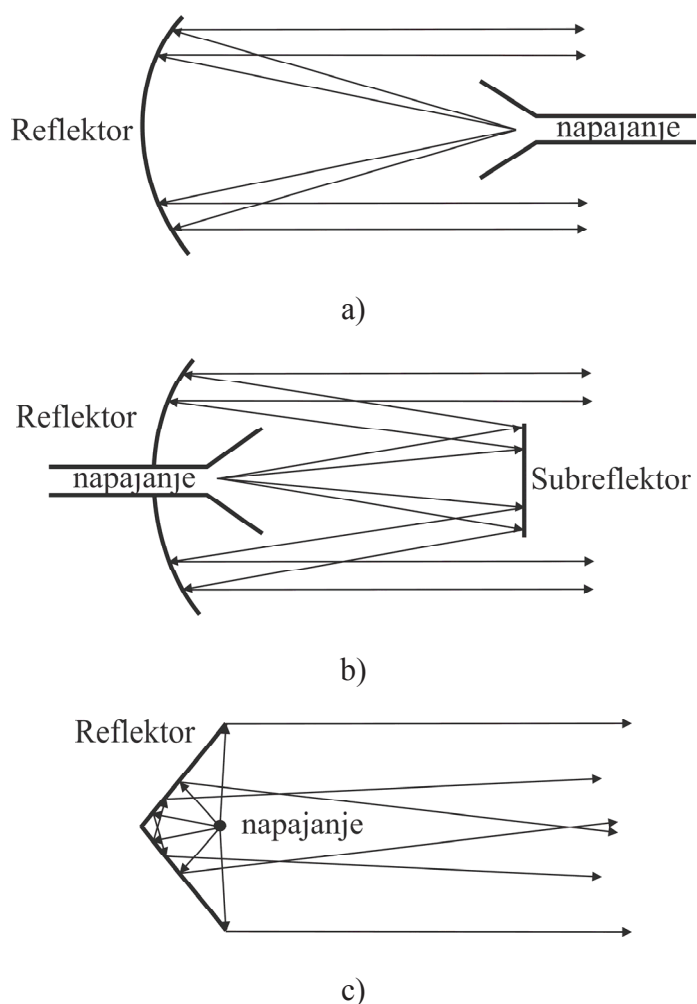 Reflektor
napajanje
a)
Reflektor
napajanje
Subreflektor
b)
Reflektor
napajanje
c)